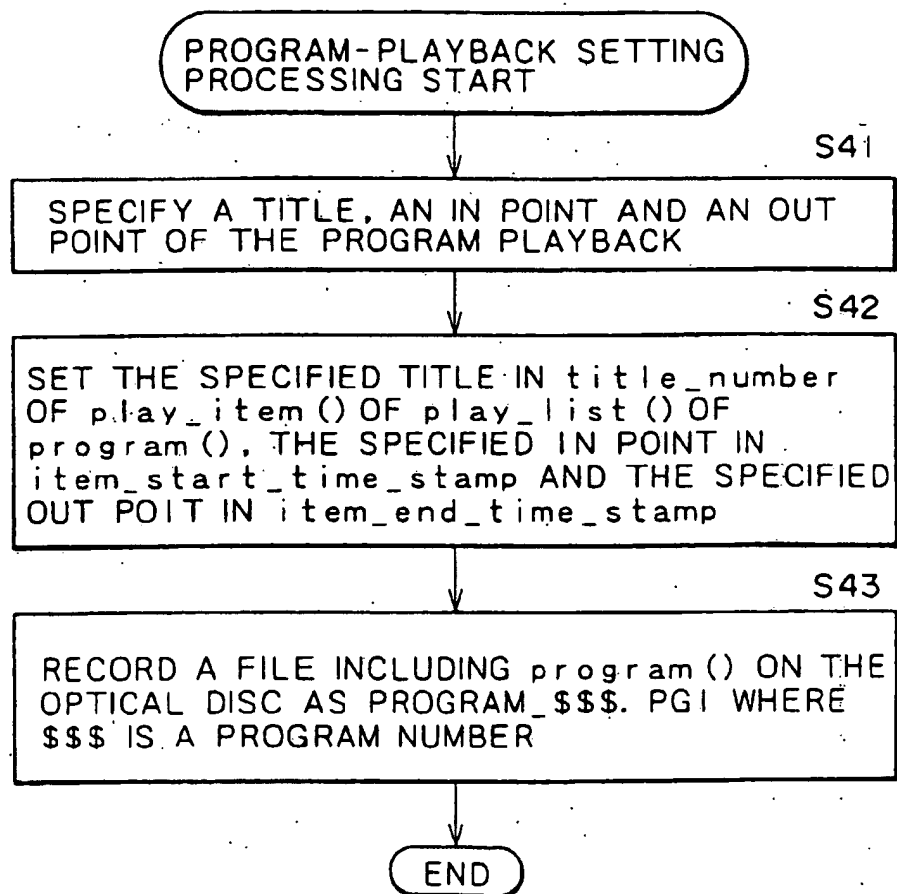 PROGRAM-PLAYBACK SETTING
PROCESSING START
S41
SPECIFY A TITLE, AN IN POINT AND AN OUT
POINT OF THE PROGRAM PLAYBACK
S42
SET THE SPECIFIED TITLE IN title_number
OF play_item() OF play_list() OF
program(), THE SPECIFIED IN POINT IN
item_start_time_stamp AND THE SPECIFIED
OUT POIT IN item_end_time_stamp
S43
RECORD A FILE INCLUDING program() ON THE
OPTICAL DISC AS PROGRAM_$$$. PGI WHERE
$$$ IS A PROGRAM NUMBER
END